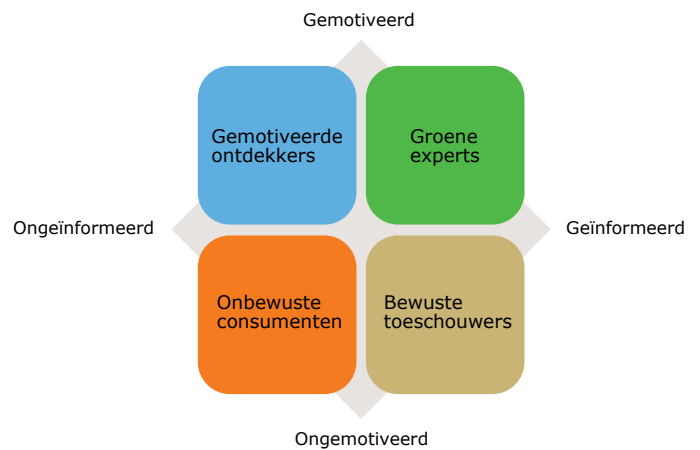 Gemotiveerd
Gemotiveerde
ontdekkers
Groene
experts
Ongeïnformeerd
Geïnformeerd
Onbewuste
consumenten
Bewuste
toeschouwers
Ongemotiveerd